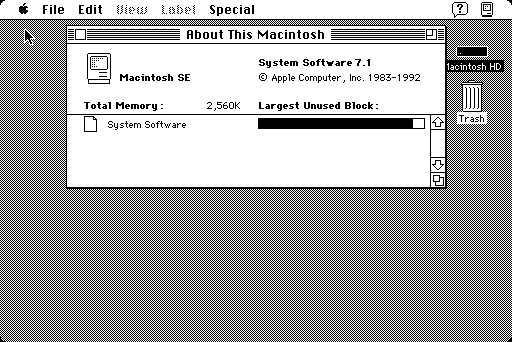 File Edit View Label Special
About This Macintosh
System Software 7.1
Macintosh SE
© Apple Computer, Inc. 1983-1992
Total Memory: 2,560K Largest Unused Block:
System Software
Macintosh HD
Trash